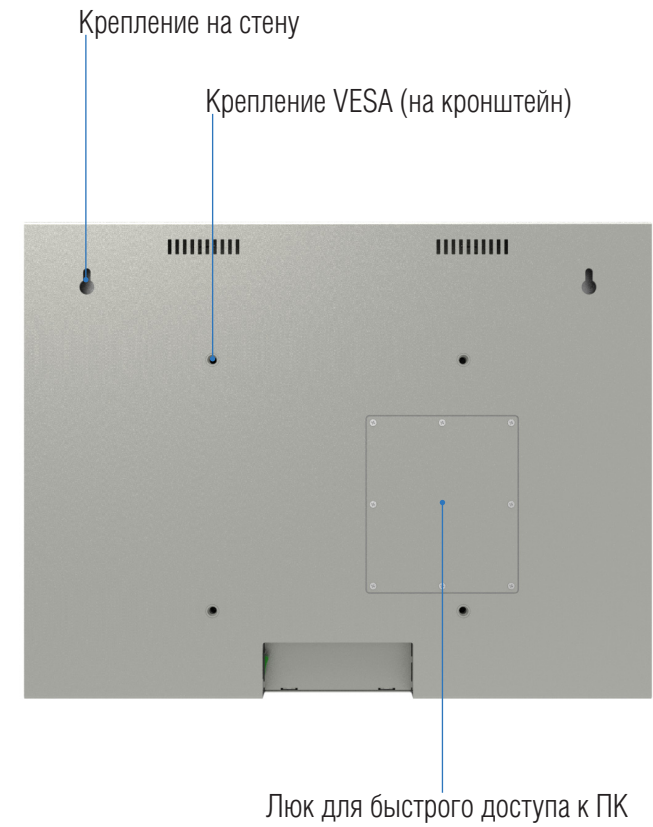 Крепление на стену
Крепление VESA (на кронштейн)
Люк для быстрого доступа к ПК